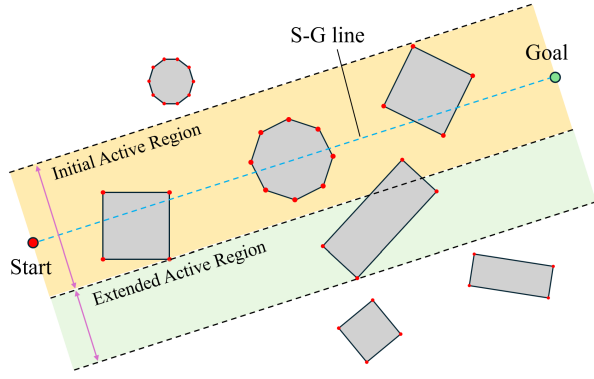 S-G line
Goal
Initial Active Region
Start
Extended Active Region